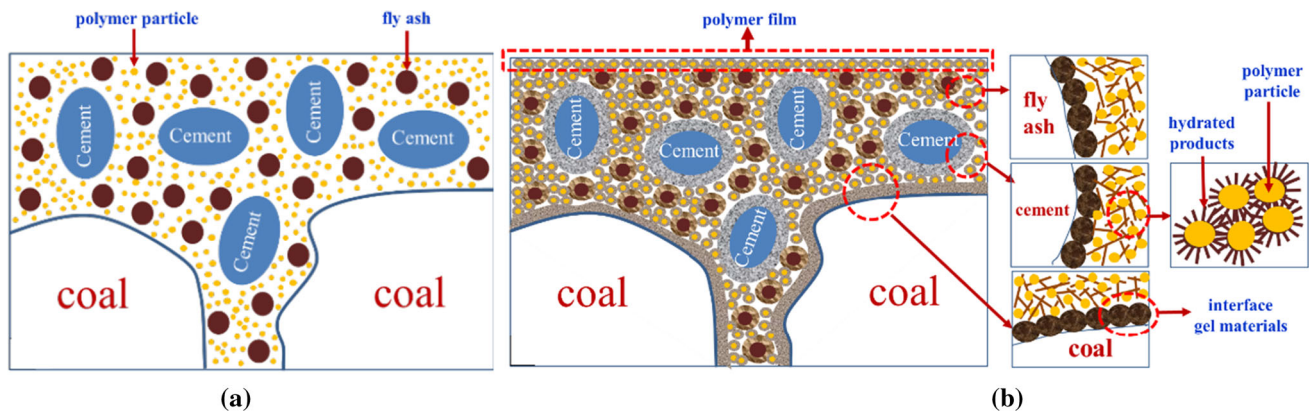 polymer particle
fly ash
Cement
Cement
Cement
Cement
Cement
coal
coal
(a)
polymer film
Cement
Cement
Cement
Cement
Cement
coal
coal
fly
ash
cement
coal
hydrated
products
polymer
particle
interface
gel materials
(b)